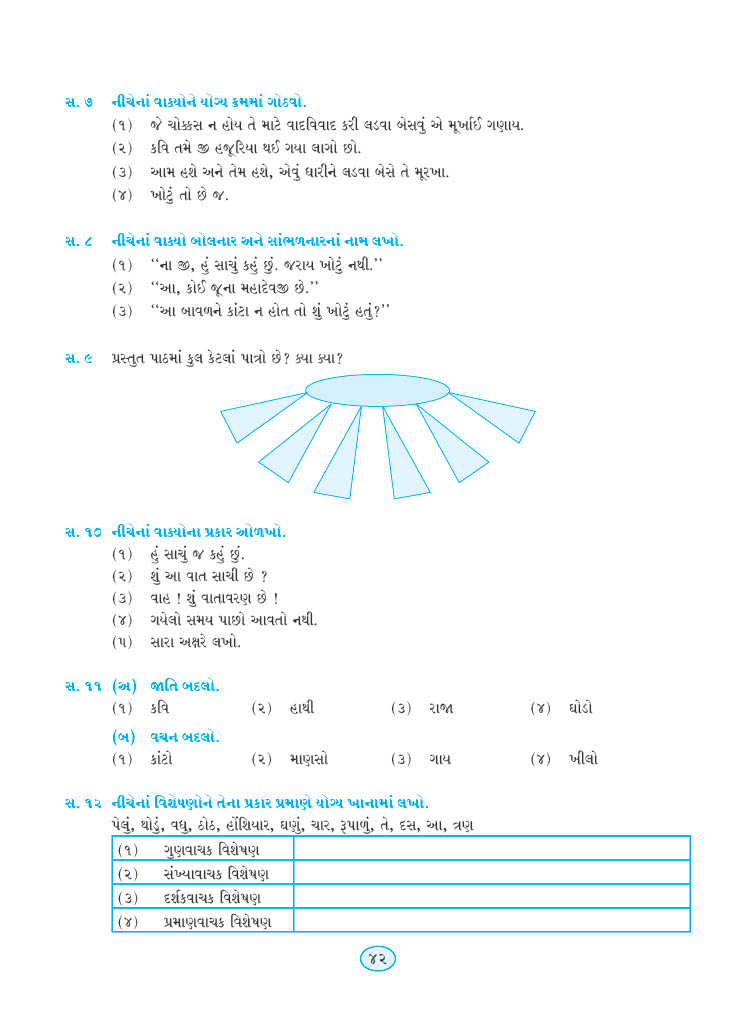 સ. ૭ નીચેનાં વાક્યોને યોગ્ય ક્રમમાં ગોઠવો.
(૧) જે ચોક્કસ ન હોય તે માટે વાદવિવાદ કરી લડવા બેસવું એ મૂર્ખાઈ ગણાય.
(૨) કવિ તમે જી હજૂરિયા થઈ ગયા લાગો છો.
(૩) આમ હશે અને તેમ હશે, એવું ધારીને લડવા બેસે તે મૂરખા.
(૪) ખોટું તો છે જ.
સ. ૮ નીચેનાં વાક્યો બોલનાર અને સાંભળનારનાં નામ લખો.
(૧) ‘‘ના જી, હું સાચું કહું છું. જરાય ખોટું નથી.’’
(૨) ‘‘આ, કોઈ જૂના મહાદેવજી છે.’’
(૩) ‘‘આ બાવળને કાંટા ન હોત તો શું ખોટું હતું?’’
સ. ૯ પ્રસ્તુત પાઠમાં કુલ કેટલાં પાત્રો છે? ક્યા ક્યા?
સ. ૧૦ નીચેનાં વાક્યોના પ્રકાર ઓળખો.
(૧) હું સાચું જ કહું છું.
(૨) શું આ વાત સાચી છે ?
(૩) વાહ ! શું વાતાવરણ છે !
(૪) ગયેલો સમય પાછો આવતો નથી.
(૫) સારા અક્ષરે લખો.
સ. ૧૧ (અ) જાતિ બદલો.
(૧) કવિ (૨) હાથી (૩) રાજા (૪) ઘોડો
(બ) વચન બદલો.
(૧) કાંટો (૨) માણસો (૩) ગાય (૪) ખીલો
સ. ૧૨ નીચેનાં વિશેષણોને તેના પ્રકાર પ્રમાણે યોગ્ય ખાનામાં લખો.
પેલું, થોડું, વધુ, ઠોઠ, હોંશિયાર, ઘણું, ચાર, રૂપાળું, તે, દસ, આ, ત્રણ
(૧) ગુણવાચક વિશેષણ
(૨) સંખ્યાવાચક વિશેષણ
(૩) દર્શકવાચક વિશેષણ
(૪) પ્રમાણવાચક વિશેષણ
૪૨